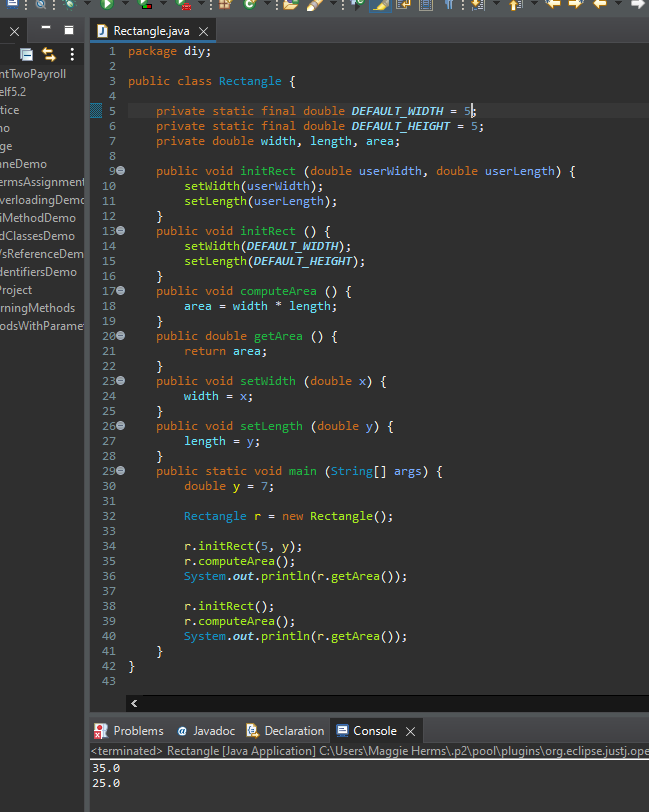 Rectangle.java
ntTwoPayroll
elf5.2
tice
no
ge
nneDemo
ermsAssignment
verloadingDemo
iMethodDemo
dClassesDemo
VsReferenceDem
dentifiersDemo
Project
arningMethods
odsWithParame
1 package diy;
2
3 public class Rectangle {
4
5 private static final double DEFAULT_WIDTH = 5;
6 private static final double DEFAULT_HEIGHT = 5;
7 private double width, length, area;
8
9 public void initRect (double userWidth, double userLength) {
10 setWidth(userWidth);
11 setLength(userLength);
12 }
13 public void initRect () {
14 setWidth(DEFAULT_WIDTH);
15 setLength(DEFAULT_HEIGHT);
16 }
17 public void computeArea () {
18 area = width * length;
19 }
20 public double getArea () {
21 return area;
22 }
23 public void setWidth (double x) {
24 width = x;
25 }
26 public void setLength (double y) {
27 length = y;
28 }
29 public static void main (String[] args) {
30 double y = 7;
31
32 Rectangle r = new Rectangle();
33
34 r.initRect(5, y);
35 r.computeArea();
36 System.out.println(r.getArea());
37
38 r.initRect();
39 r.computeArea();
40 System.out.println(r.getArea());
41 }
42 }
43
Problems @ Javadoc Declaration Console
<terminated> Rectangle [Java Application] C:\Users\Maggie Herms\.p2\pool\plugins\org.eclipse.justj.ope
35.0
25.0